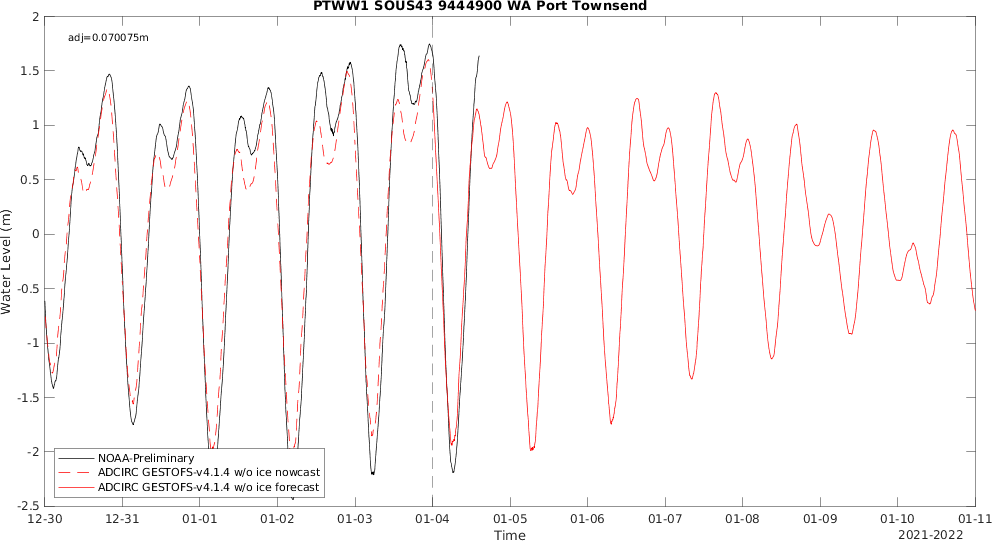 PTWW1 SOUS43 9444900 WA Port Townsend
adj=0.070075m
2
1.5
1
0.5
0
-0.5
-1
-1.5
-2
-2.5
Water Level (m)
NOAA-Preliminary
ADCIRC GESTOFS-v4.1.4 w/o ice nowcast
ADCIRC GESTOFS-v4.1.4 w/o ice forecast
12-30 12-31 01-01 01-02 01-03 01-04 01-05 01-06 01-07 01-08 01-09 01-10 01-11
Time
2021-2022